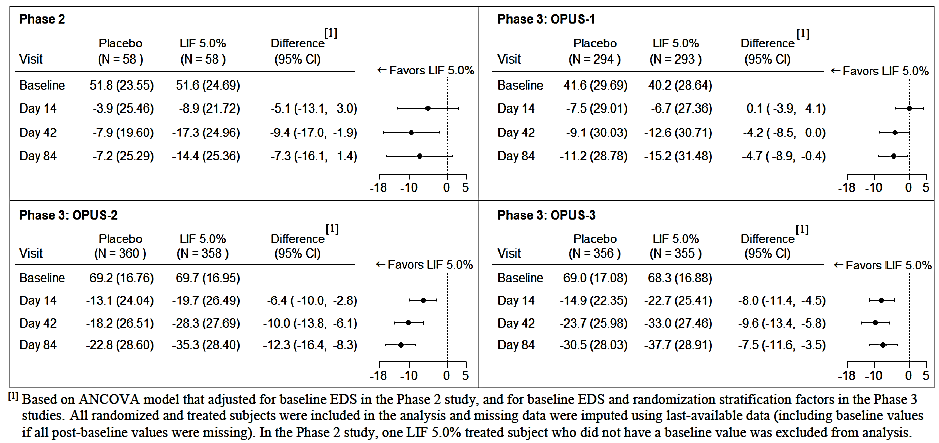 Phase 2
Visit Placebo (N = 58 ) LIF 5.0% (N = 58 ) Difference[1] (95% CI)
← Favors LIF 5.0%
Baseline 51.8 (23.55) 51.6 (24.69)
Day 14 -3.9 (25.46) -8.9 (21.72) -5.1 (-13.1, 3.0)
Day 42 -7.9 (19.60) -17.3 (24.96) -9.4 (-17.0, -1.9)
Day 84 -7.2 (25.29) -14.4 (25.36) -7.3 (-16.1, 1.4)
-18 -10 0 5
Phase 3: OPUS-1
Visit Placebo (N = 294 ) LIF 5.0% (N = 293 ) Difference[1] (95% CI)
← Favors LIF 5.0%
Baseline 41.6 (29.69) 40.2 (28.64)
Day 14 -7.5 (29.01) -6.7 (27.36) 0.1 (-3.9, 4.1)
Day 42 -9.1 (30.03) -12.6 (30.71) -4.2 (-8.5, 0.0)
Day 84 -11.2 (28.78) -15.2 (31.48) -4.7 (-8.9, -0.4)
-18 -10 0 5
Phase 3: OPUS-2
Visit Placebo (N = 360 ) LIF 5.0% (N = 358 ) Difference[1] (95% CI)
← Favors LIF 5.0%
Baseline 69.2 (16.76) 69.7 (16.95)
Day 14 -13.1 (24.04) -19.7 (26.49) -6.4 (-10.0, -2.8)
Day 42 -18.2 (26.51) -28.3 (27.69) -10.0 (-13.8, -6.1)
Day 84 -22.8 (28.60) -35.3 (28.40) -12.3 (-16.4, -8.3)
-18 -10 0 5
Phase 3: OPUS-3
Visit Placebo (N = 356 ) LIF 5.0% (N = 355 ) Difference[1] (95% CI)
← Favors LIF 5.0%
Baseline 69.0 (17.08) 68.3 (16.88)
Day 14 -14.9 (22.35) -22.7 (25.41) -8.0 (-11.4, -4.5)
Day 42 -23.7 (25.98) -33.0 (27.46) -9.6 (-13.4, -5.8)
Day 84 -30.5 (28.03) -37.7 (28.91) -7.5 (-11.6, -3.5)
-18 -10 0 5
[1] Based on ANCOVA model that adjusted for baseline EDS in the Phase 2 study, and for baseline EDS and randomization stratification factors in the Phase 3
studies. All randomized and treated subjects were included in the analysis and missing data were imputed using last-available data (including baseline values
if all post-baseline values were missing). In the Phase 2 study, one LIF 5.0% treated subject who did not have a baseline value was excluded from analysis.